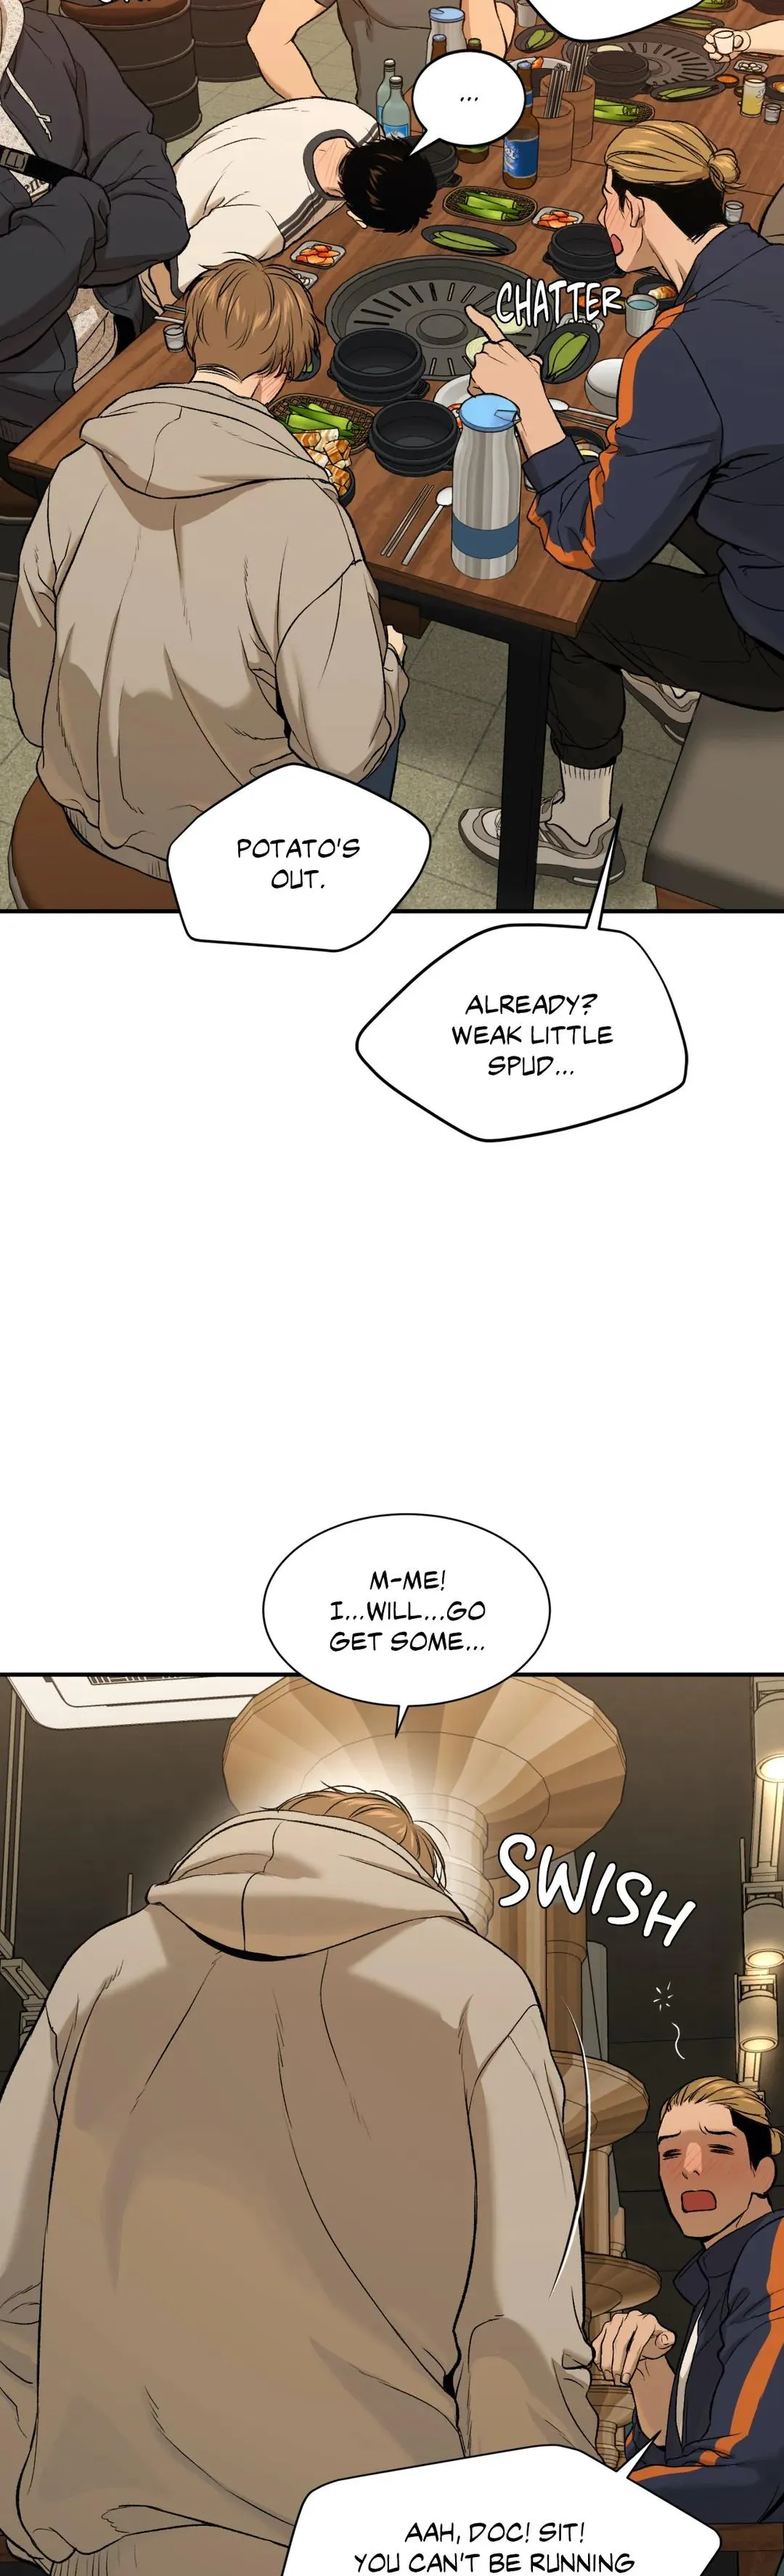 ...
CHATTER
POTATO'S
OUT.
ALREADY?
WEAK LITTLE
SPUD...
M-ME!
I...WILL...GO
GET SOME...
SWISH
AAH, DOC! SIT!
YOU CAN'T BE RUNNING